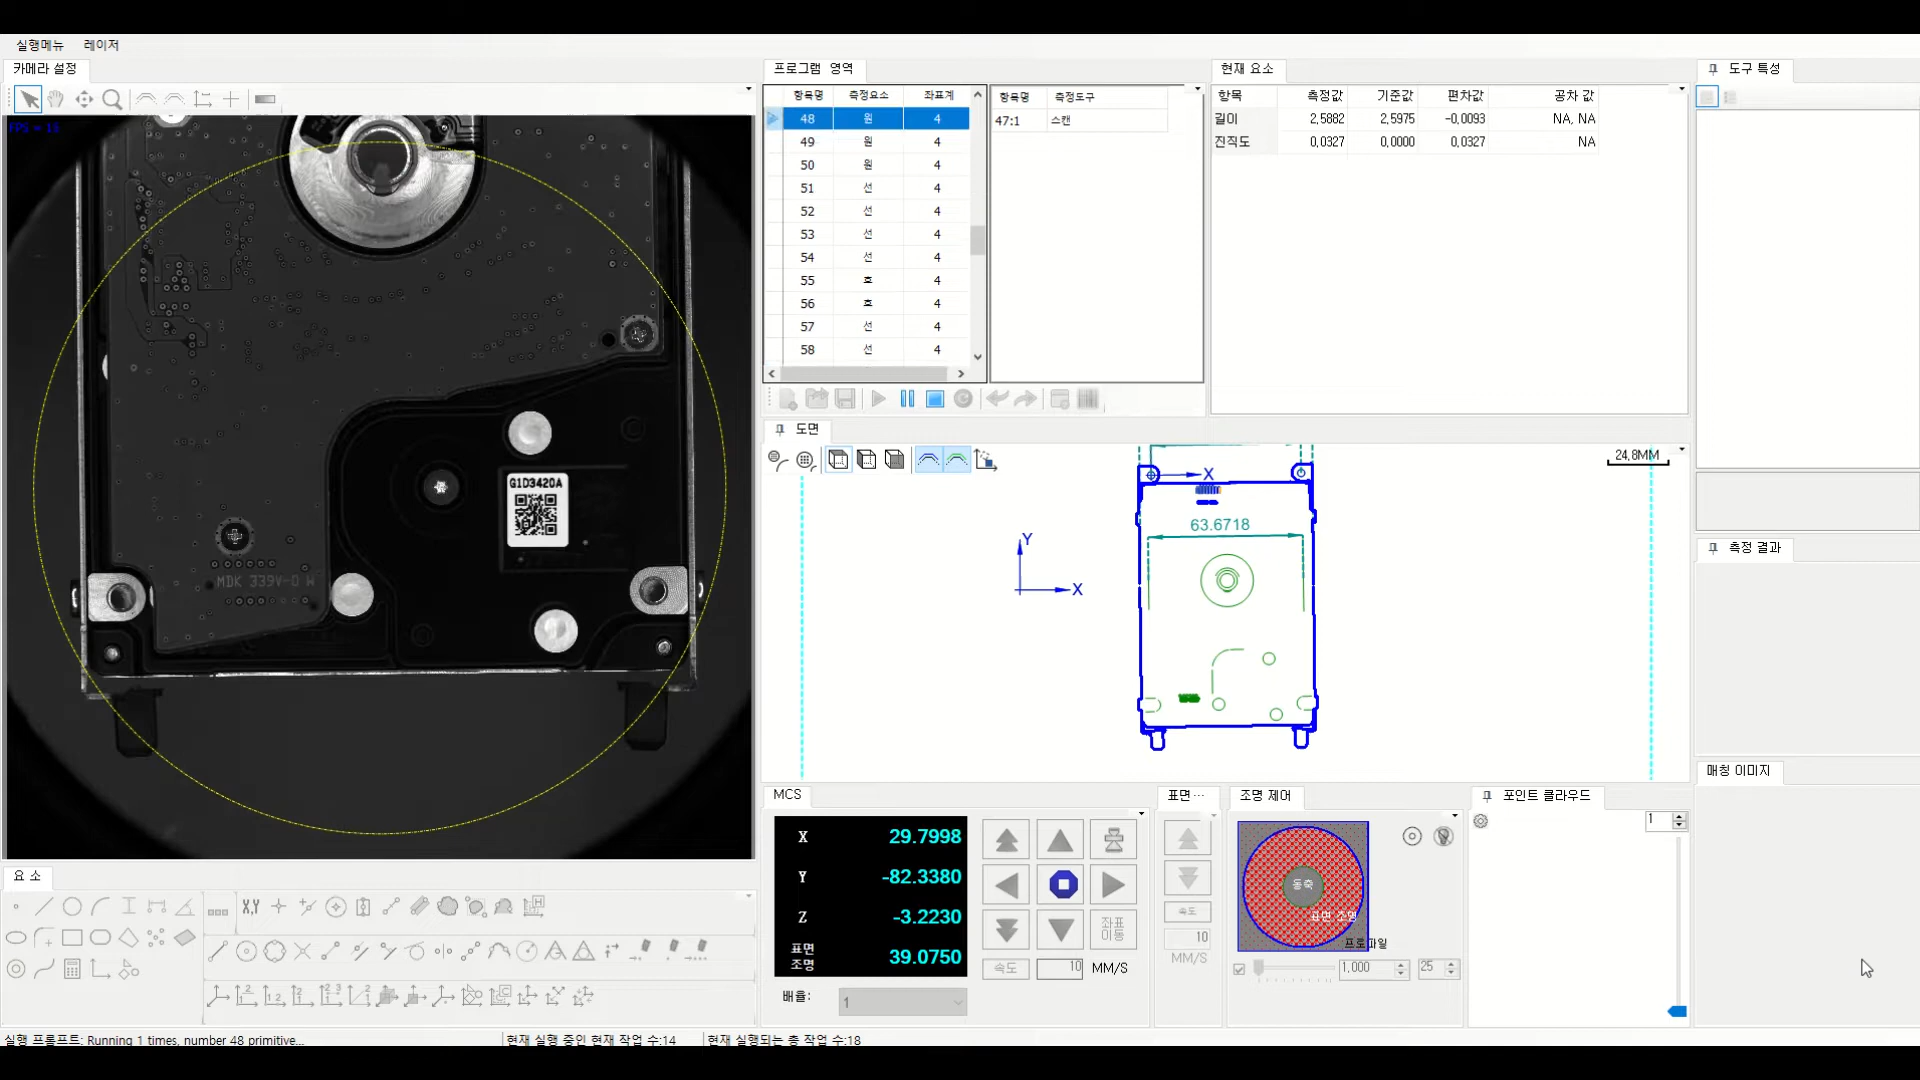 실행메뉴 레이저
카메라 설정
FPS = 15
G1D3420A
MDK 339V-0 W
요 소
X,Y
프로그램 영역
항목명 측정요소 좌표계
48 원 4
49 원 4
50 원 4
51 선 4
52 선 4
53 선 4
54 선 4
55 호 4
56 호 4
57 선 4
58 선 4
항목명 측정도구
47:1 스캔
현재 요소
항목 측정값 기준값 편차값 공차 값
길이 2,5882 2,5975 -0,0093 NA, NA
진직도 0,0327 0,0000 0,0327 NA
도면
24,8MM
X
63.6718
Y
X
MCS
X 29.7998
Y -82.3380
Z -3.2230
표면 조명 39.0750
배율: 1
좌표 이동
속도 10 MM/S
표면…
속도
10
MM/S
조명 제어
동축
표면 조명
프로파일
1,000 25
포인트 클라우드
1
도구 특성
측정 결과
매칭 이미지
실행 프롬프트: Running 1 times, number 48 primitive... 현재 실행 중인 현재 작업 수:14 현재 실행되는 총 작업 수:18